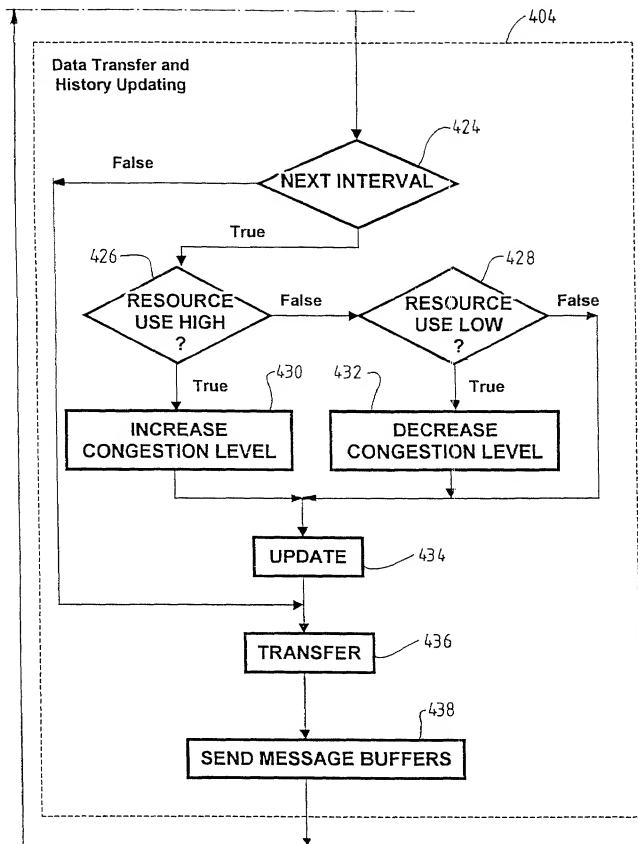 404
Data Transfer and
History Updating
424
False
NEXT INTERVAL
True
426
428
RESOURCE
USE HIGH
?
False
RESOURCE
USE LOW
?
False
True
430
432
True
INCREASE
CONGESTION LEVEL
DECREASE
CONGESTION LEVEL
UPDATE
434
TRANSFER
436
438
SEND MESSAGE BUFFERS